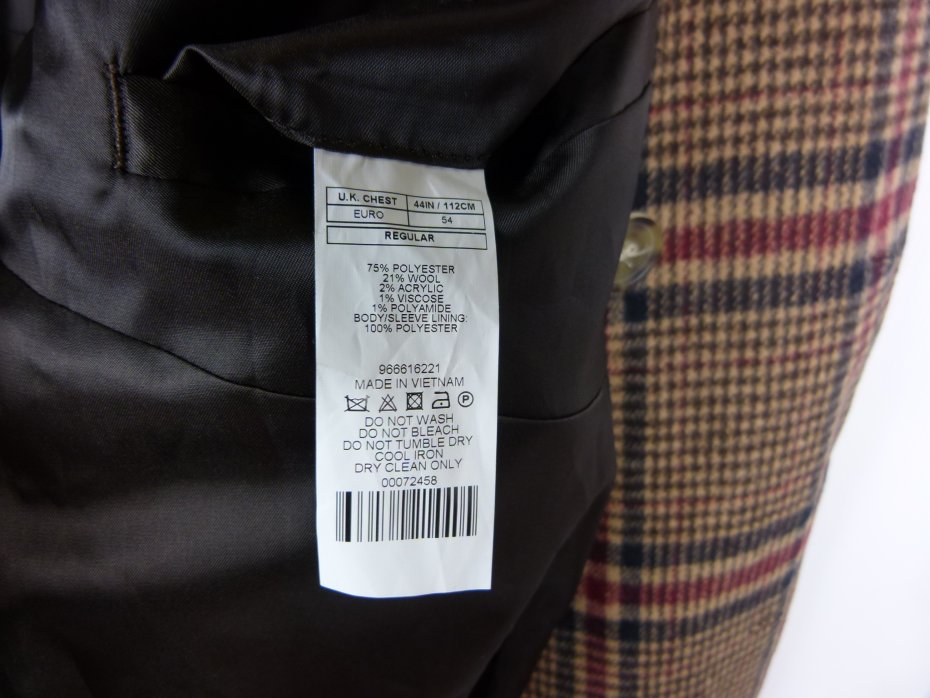 U.K. CHEST 44IN / 112CM
EURO 54
REGULAR
75% POLYESTER
21% WOOL
2% ACRYLIC
1% VISCOSE
1% POLYAMIDE
BODY/SLEEVE LINING:
100% POLYESTER
966616221
MADE IN VIETNAM
P
DO NOT WASH
DO NOT BLEACH
DO NOT TUMBLE DRY
COOL IRON
DRY CLEAN ONLY
00072458